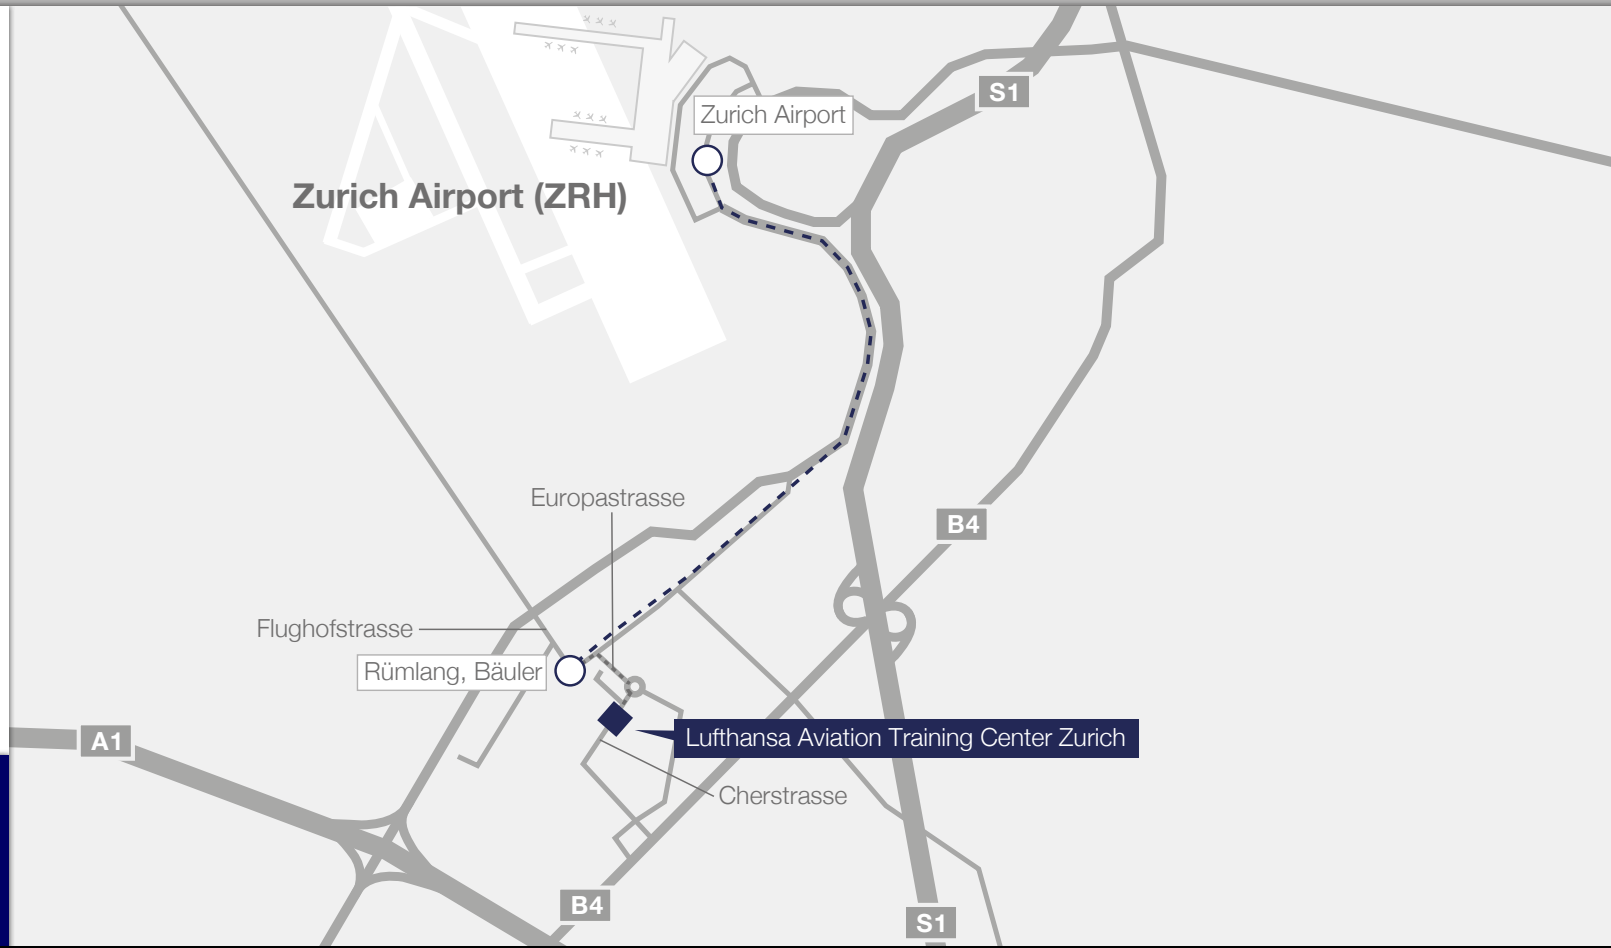 S1
Zurich Airport
Zurich Airport (ZRH)
Europastrasse
B4
Flughofstrasse
Rümlang, Bäuler
A1
Lufthansa Aviation Training Center Zurich
Cherstrasse
B4
S1